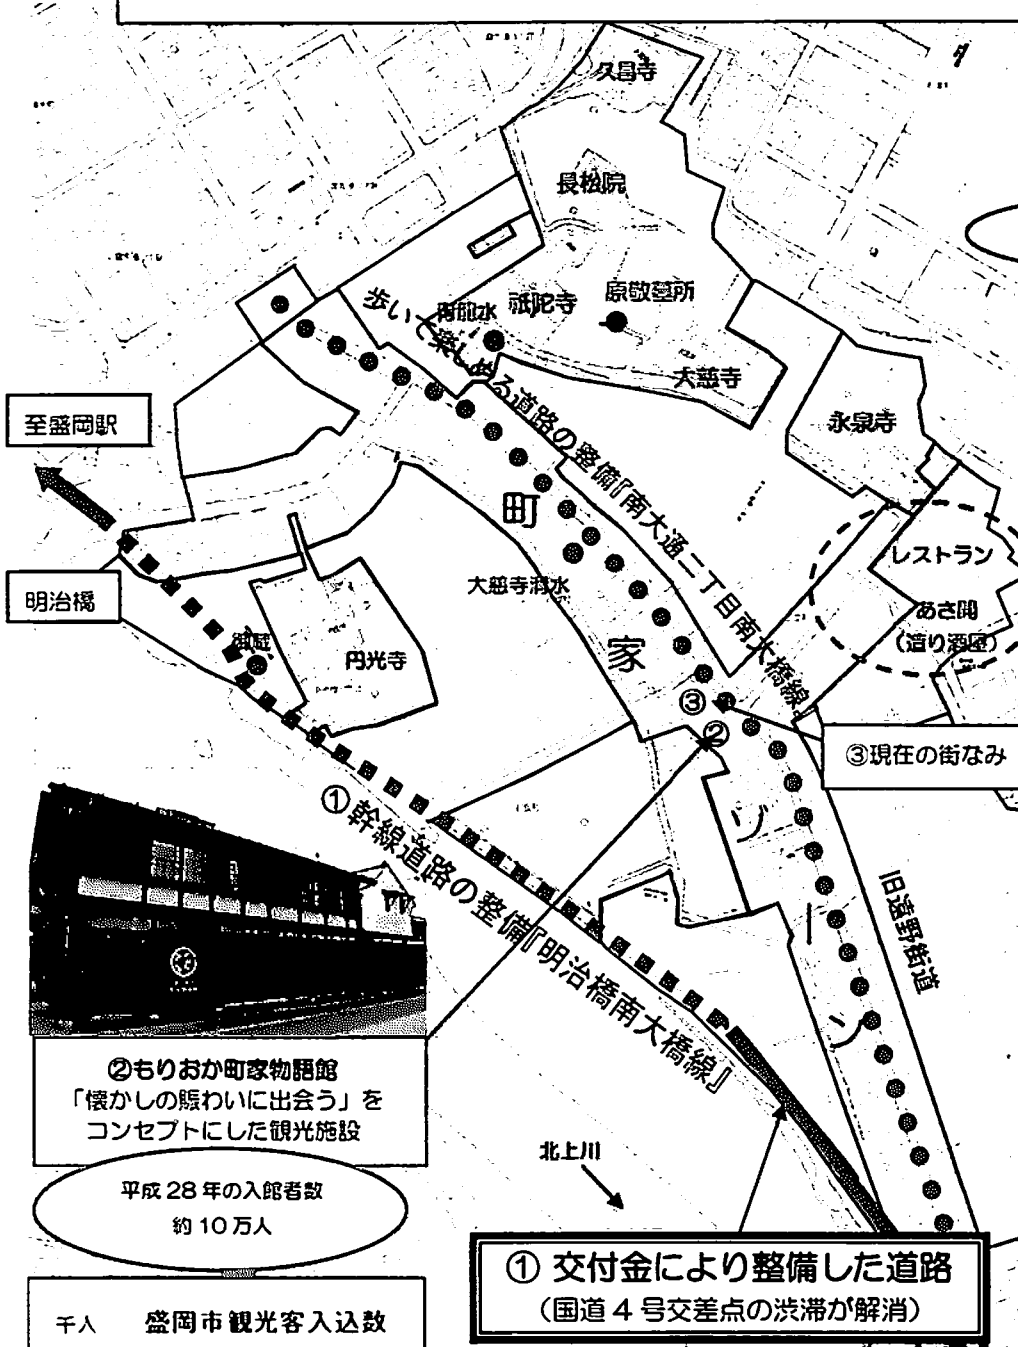 久昌寺
長松院
祇陀寺
原敬墓所
青龍水
大慈寺
永泉寺
歩いて楽しめる道路の整備『南大通二丁目南大橋線』
至盛岡駅
明治橋
御蔵
円光寺
大慈寺清水
町家ゾーン
レストラン
あさ開
(造り酒屋)
③
②
③現在の街なみ
旧遠野街道
①幹線道路の整備『明治橋南大橋線』
②もりおか町家物語館
「懐かしの賑わいに出会う」を
コンセプトにした観光施設
平成28年の入館者数
約10万人
北上川
① 交付金により整備した道路
(国道4号交差点の渋滞が解消)
千人 盛岡市観光客入込数